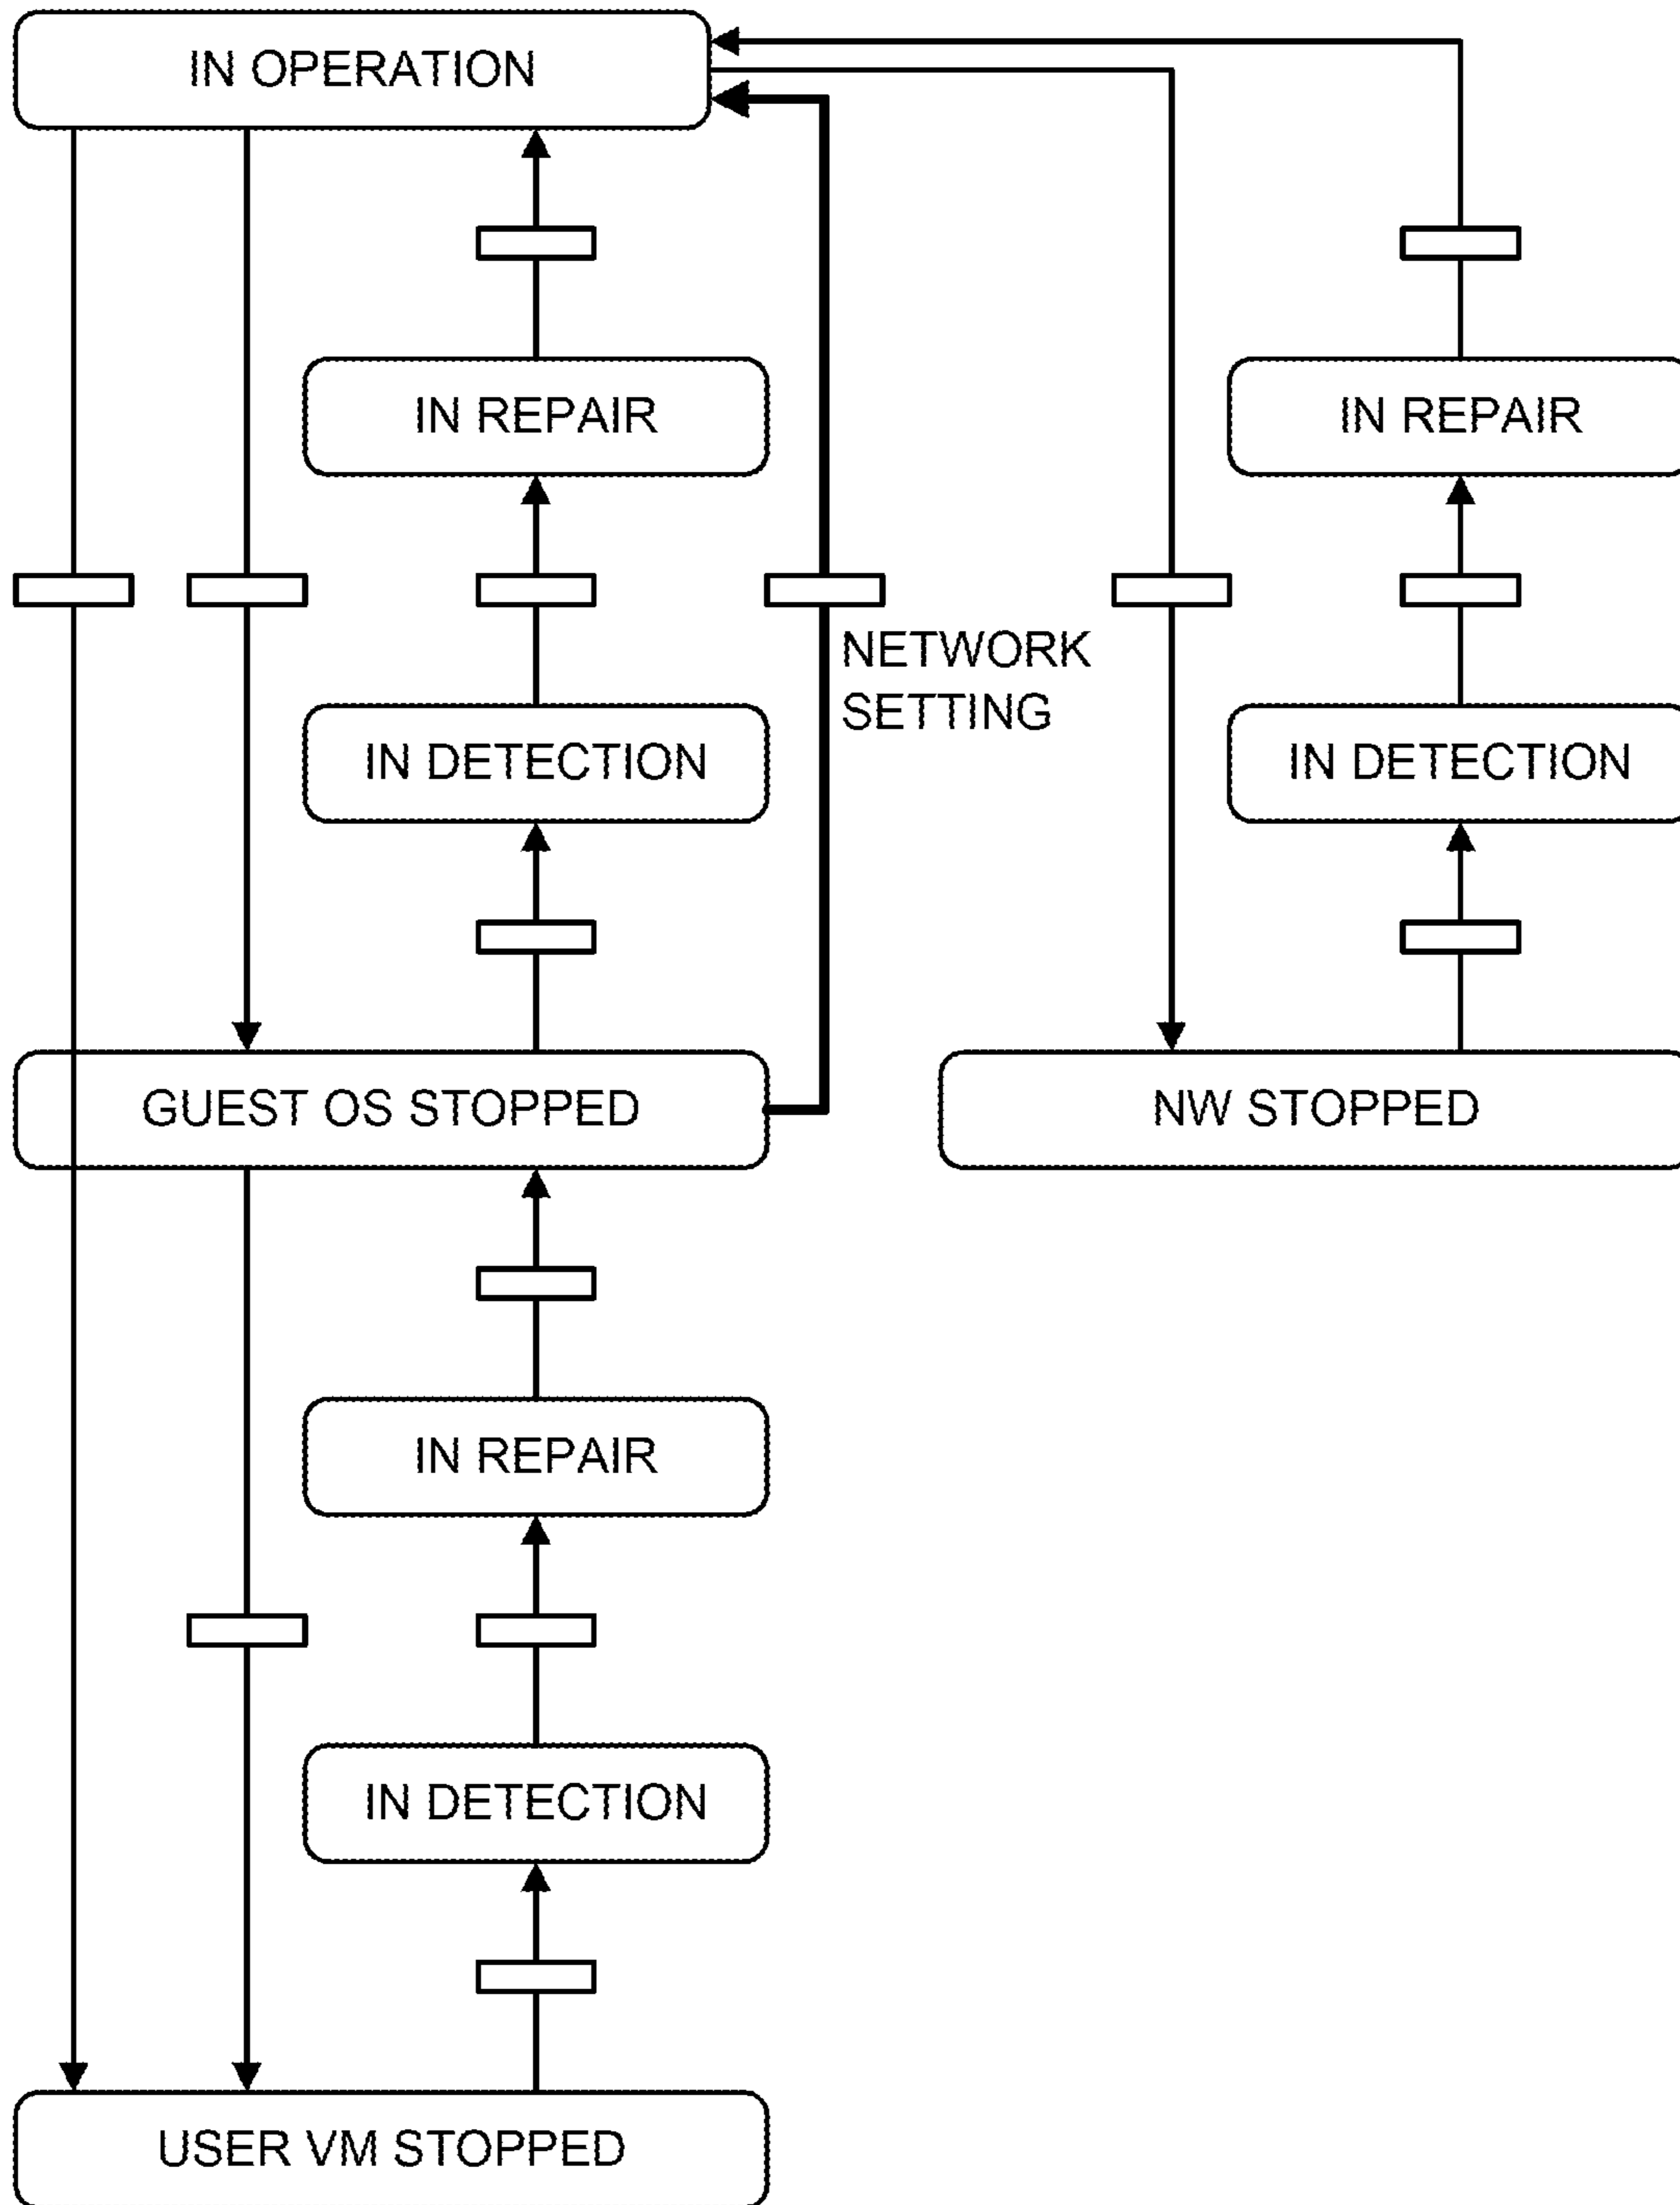 IN OPERATION
IN REPAIR
IN REPAIR
NETWORK
SETTING
IN DETECTION
IN DETECTION
GUEST OS STOPPED
NW STOPPED
IN REPAIR
IN DETECTION
USER VM STOPPED